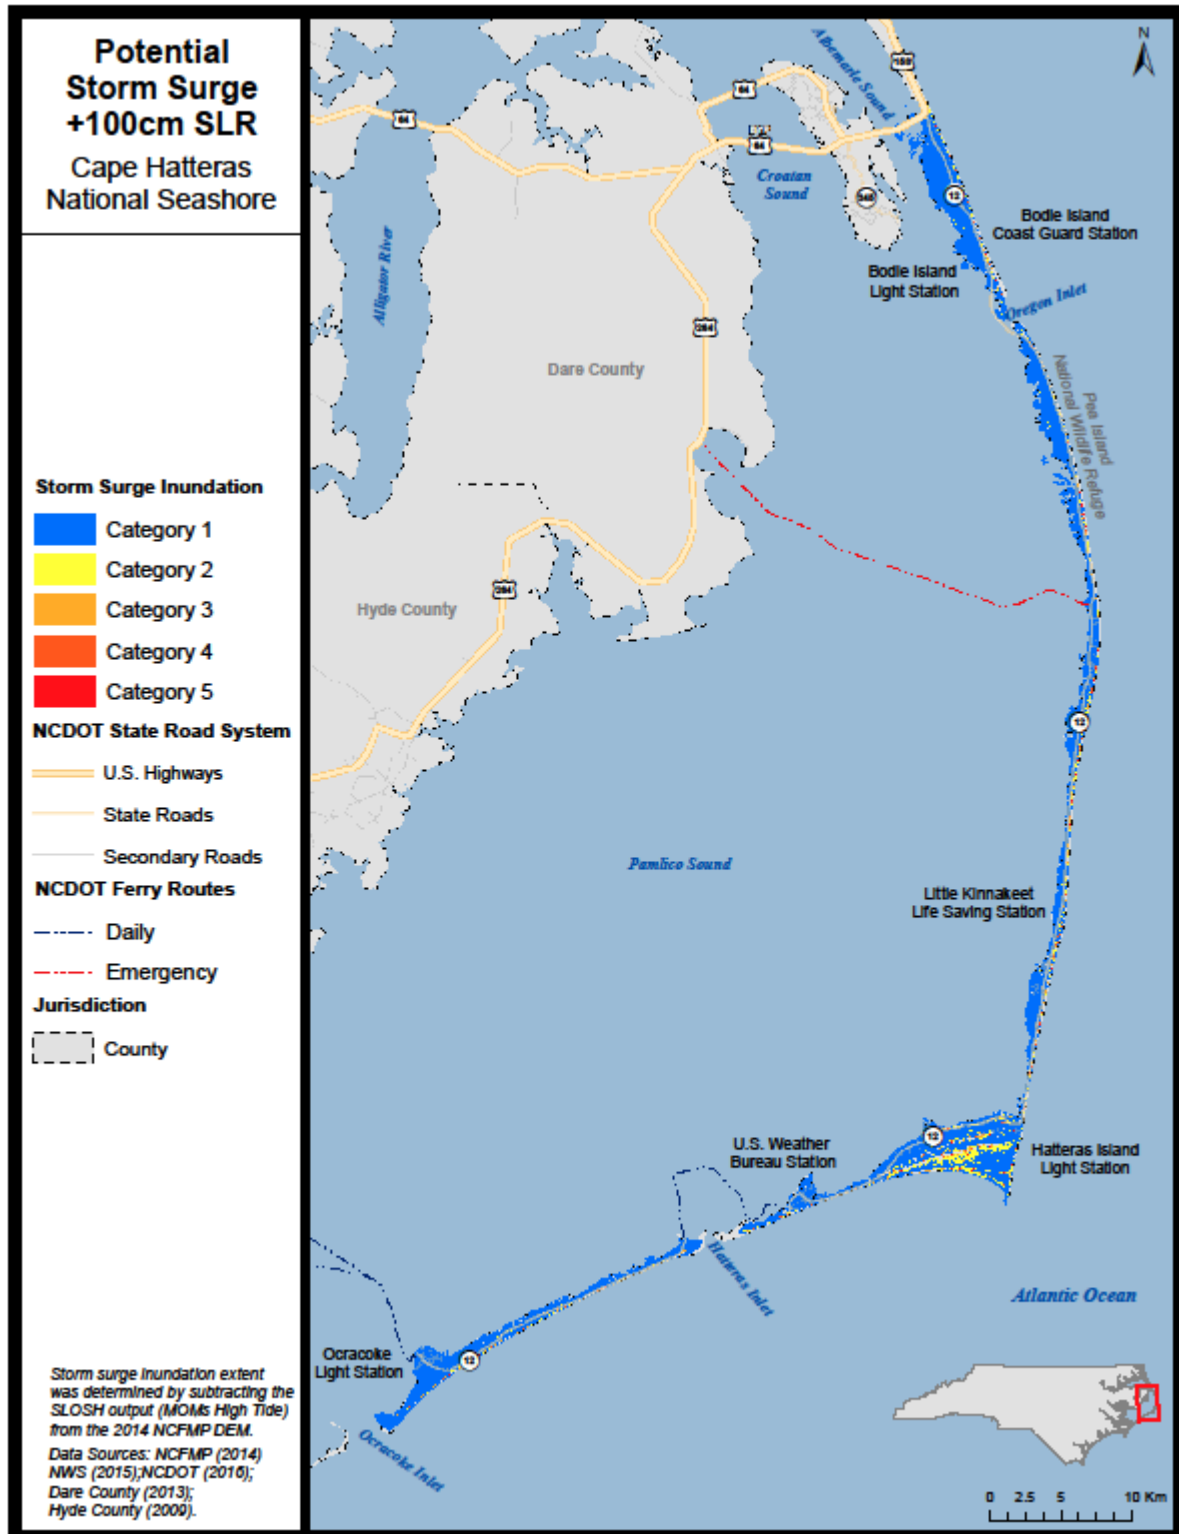 Potential
Storm Surge
+100cm SLR
Cape Hatteras
National Seashore
Storm Surge Inundation
Category 1
Category 2
Category 3
Category 4
Category 5
NCDOT State Road System
U.S. Highways
State Roads
Secondary Roads
NCDOT Ferry Routes
Daily
Emergency
Jurisdiction
County
Storm surge inundation extent
was determined by subtracting the
SLOSH output (MOMs High Tide)
from the 2014 NCFMP DEM.
Data Sources: NCFMP (2014)
NWS (2015);NCDOT (2016);
Dare County (2013);
Hyde County (2009).
N
Albemarle Sound
158
64
64
64
Croatan
Sound
345
12
Bodie Island
Coast Guard Station
Bodie Island
Light Station
Oregon Inlet
Alligator River
264
Dare County
Pea Island
National Wildlife Refuge
264
Hyde County
12
Pamlico Sound
Little Kinnakeet
Life Saving Station
12
U.S. Weather
Bureau Station
Hatteras Island
Light Station
Hatteras Inlet
Atlantic Ocean
Ocracoke
Light Station
12
Ocracoke Inlet
0 2.5 5 10 Km